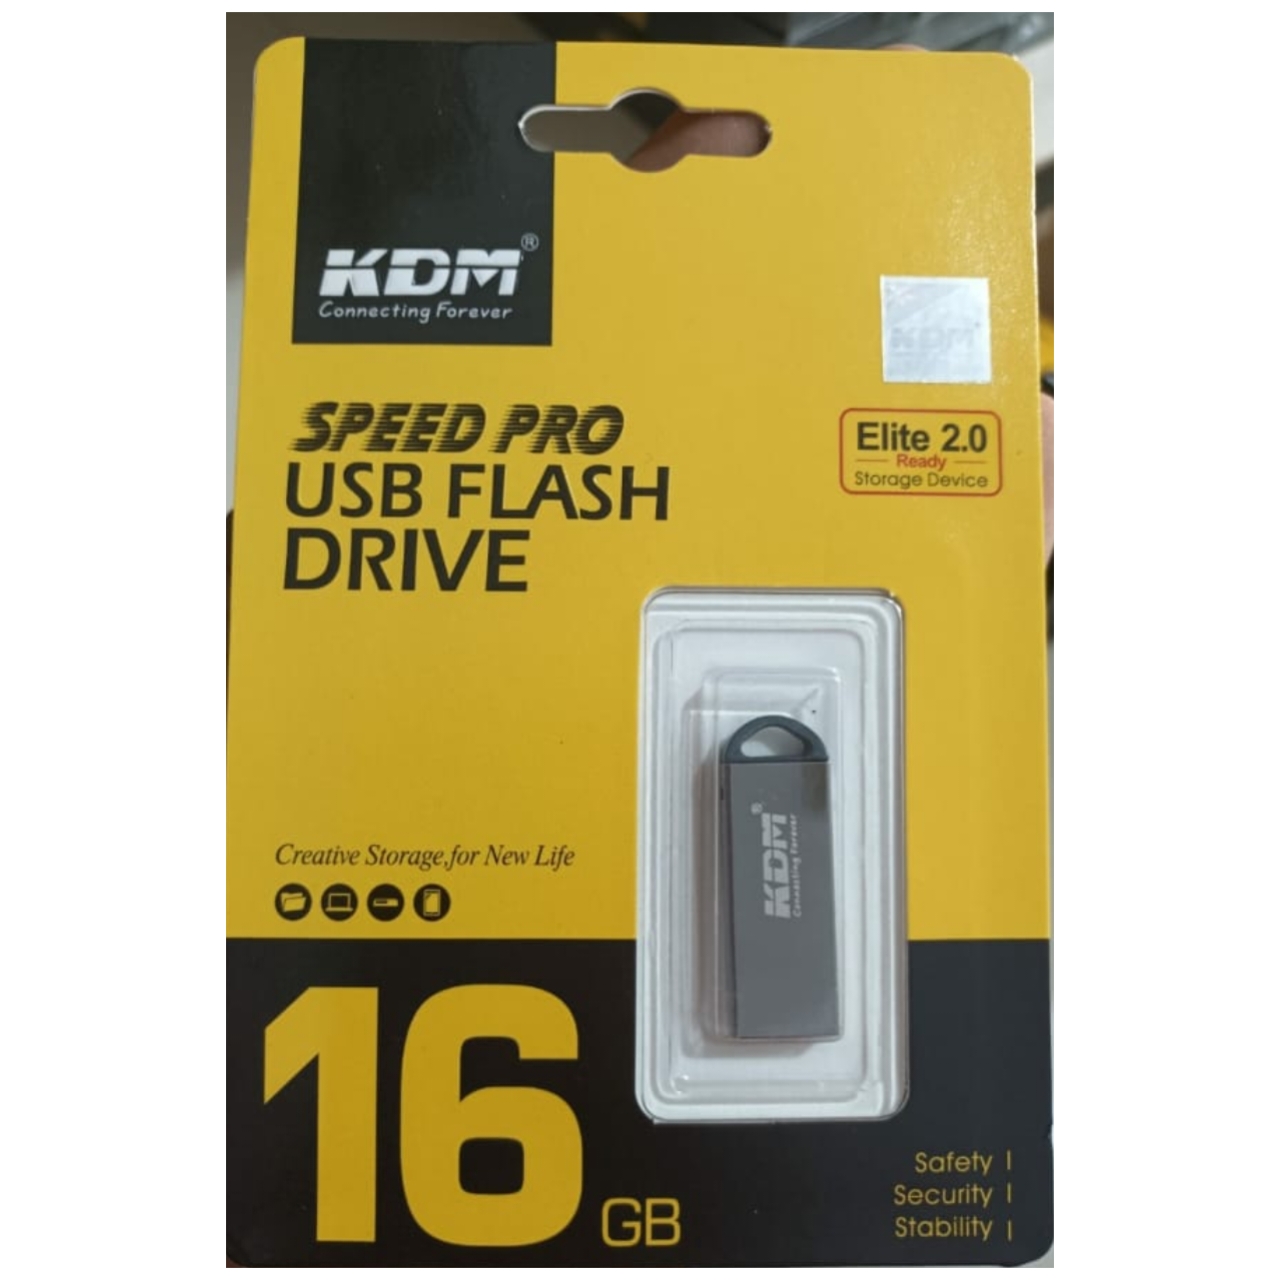 KDM®
Connecting Forever
KDM
SPEED PRO
USB FLASH
DRIVE
Elite 2.0
Ready
Storage Device
KDM®
Connecting Forever
Creative Storage,for New Life
16 GB
Safety |
Security |
Stability |